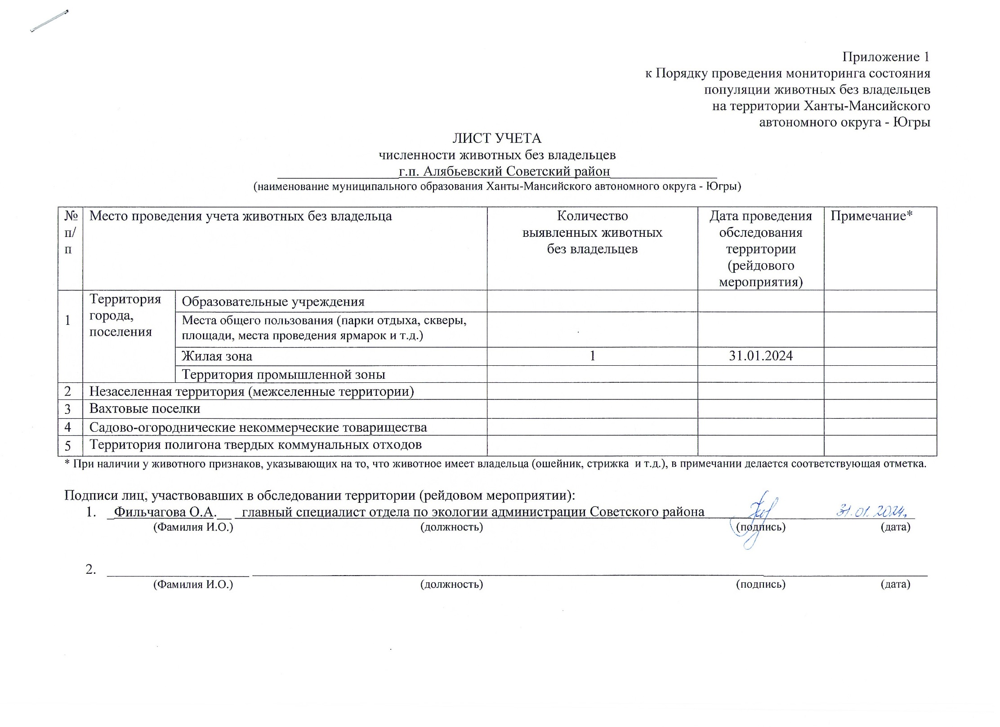 Приложение 1
к Порядку проведения мониторинга состояния
популяции животных без владельцев
на территории Ханты-Мансийского
автономного округа - Югры
ЛИСТ УЧЕТА
численности животных без владельцев
г.п. Алябьевский Советский район
(наименование муниципального образования Ханты-Мансийского автономного округа - Югры)
№ п/п Место проведения учета животных без владельца Количество Дата проведения Примечание*
выявленных животных обследования
без владельцев территории
(рейдового
мероприятия)
1 Территория Образовательные учреждения
города, Места общего пользования (парки отдыха, скверы,
поселения площади, места проведения ярмарок и т.д.)
Жилая зона 1 31.01.2024
Территория промышленной зоны
2 Незаселенная территория (межселенные территории)
3 Вахтовые поселки
4 Садово-огороднические некоммерческие товарищества
5 Территория полигона твердых коммунальных отходов
* При наличии у животного признаков, указывающих на то, что животное имеет владельца (ошейник, стрижка и т.д.), в примечании делается соответствующая отметка.
Подписи лиц, участвовавших в обследовании территории (рейдовом мероприятии):
1. Фильчагова О.А. главный специалист отдела по экологии администрации Советского района 31.01.2024.
(Фамилия И.О.) (должность) (подпись) (дата)
2.
(Фамилия И.О.) (должность) (подпись) (дата)